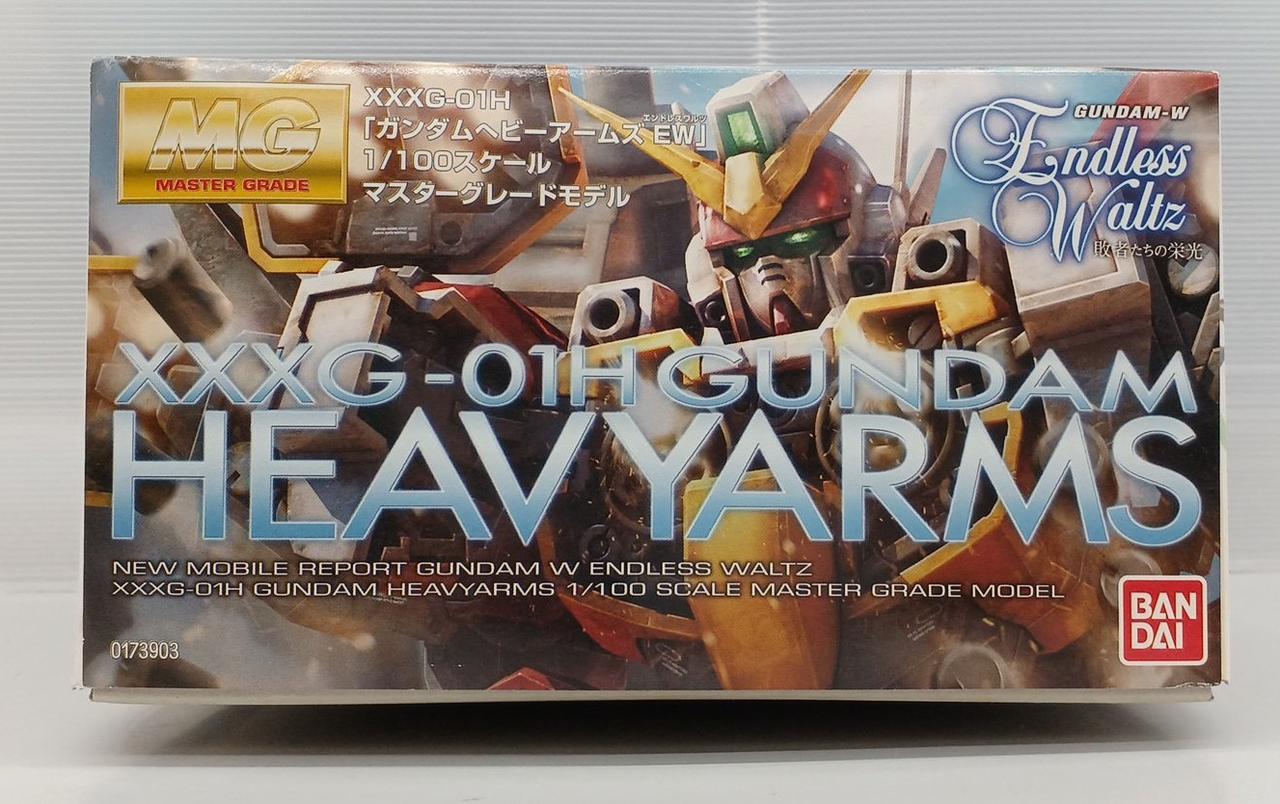 MG
MASTER GRADE
XXXG-01H
エンドレスワルツ
「ガンダムヘビーアームズ EW」
1/100スケール
マスターグレードモデル
GUNDAM-W
Endless
Waltz
敗者たちの栄光
XXXG-01H GUNDAM
HEAVYARMS
NEW MOBILE REPORT GUNDAM W ENDLESS WALTZ
XXXG-01H GUNDAM HEAVYARMS 1/100 SCALE MASTER GRADE MODEL
0173903
BAN
DAI